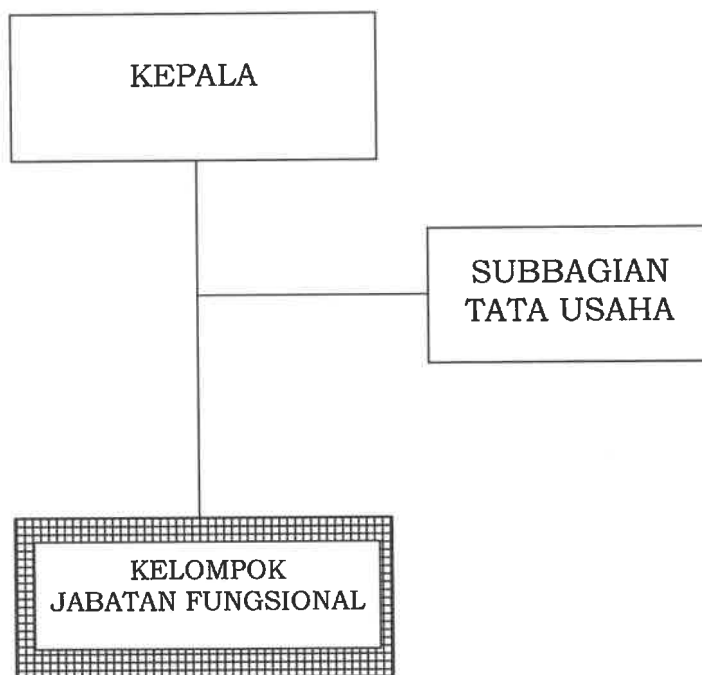 KEPALA
SUBBAGIAN
TATA USAHA
KELOMPOK
JABATAN FUNGSIONAL